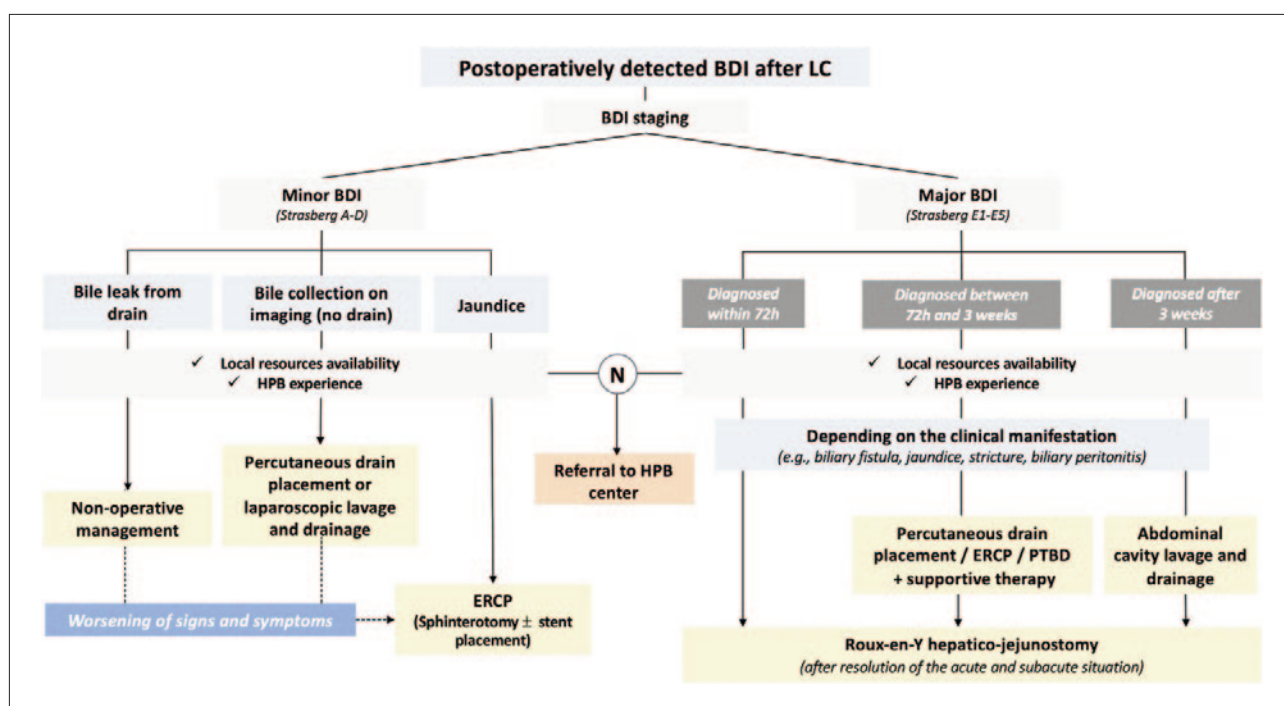 Postoperatively detected BDI after LC
BDI staging
Minor BDI
(Strasberg A-D)
Major BDI
(Strasberg E1-E5)
Bile leak from
drain
Bile collection on
imaging (no drain)
Jaundice
Diagnosed
within 72h
Diagnosed between
72h and 3 weeks
Diagnosed after
3 weeks
✓ Local resources availability
✓ HPB experience
N
✓ Local resources availability
✓ HPB experience
Depending on the clinical manifestation
(e.g., biliary fistula, jaundice, stricture, biliary peritonitis)
Referral to HPB
center
Non-operative
management
Percutaneous drain
placement or
laparoscopic lavage
and drainage
Percutaneous drain
placement / ERCP / PTBD
+ supportive therapy
Abdominal
cavity lavage and
drainage
Worsening of signs and symptoms
ERCP
(Sphinterotomy ± stent
placement)
Roux-en-Y hepatico-jejunostomy
(after resolution of the acute and subacute situation)